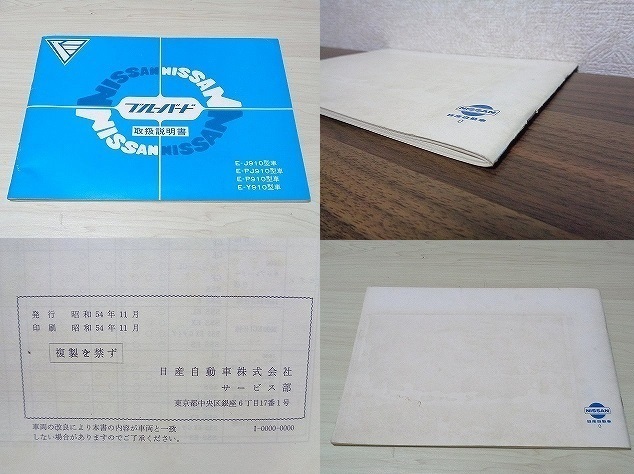 NISSAN NISSAN
ブルーバード
取扱説明書
NISSAN NISSAN
E-J910型車
E-PJ910型車
E-P910型車
E-Y910型車
NISSAN
日産自動車
発行 昭和54年11月
印刷 昭和54年11月
複製を禁ず
日産自動車株式会社
サービス部
東京都中央区銀座6丁目17番1号
車両の改良により本書の内容が車両と一致
しない場合がありますのでご了承ください。
I-0000-0000
NISSAN
日産自動車